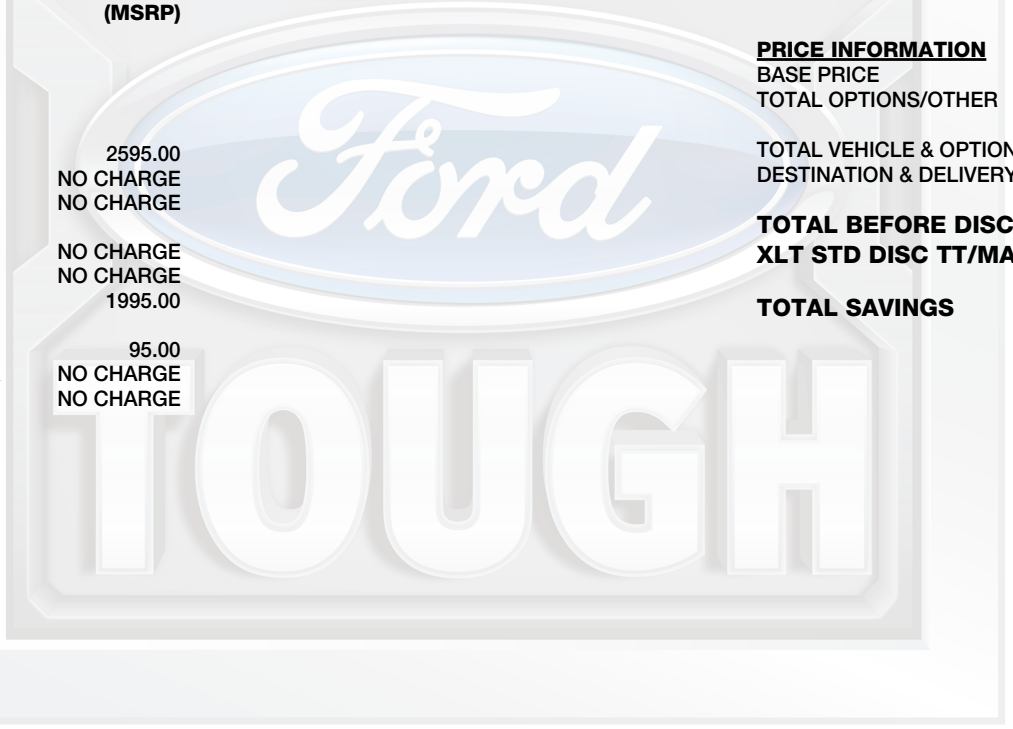 (MSRP)
2595.00
NO CHARGE
NO CHARGE
NO CHARGE
NO CHARGE
1995.00
95.00
NO CHARGE
NO CHARGE
PRICE INFORMATION
BASE PRICE
TOTAL OPTIONS/OTHER
TOTAL VEHICLE & OPTION
DESTINATION & DELIVERY
TOTAL BEFORE DISC
XLT STD DISC TT/MA
TOTAL SAVINGS
Ford
TOUGH